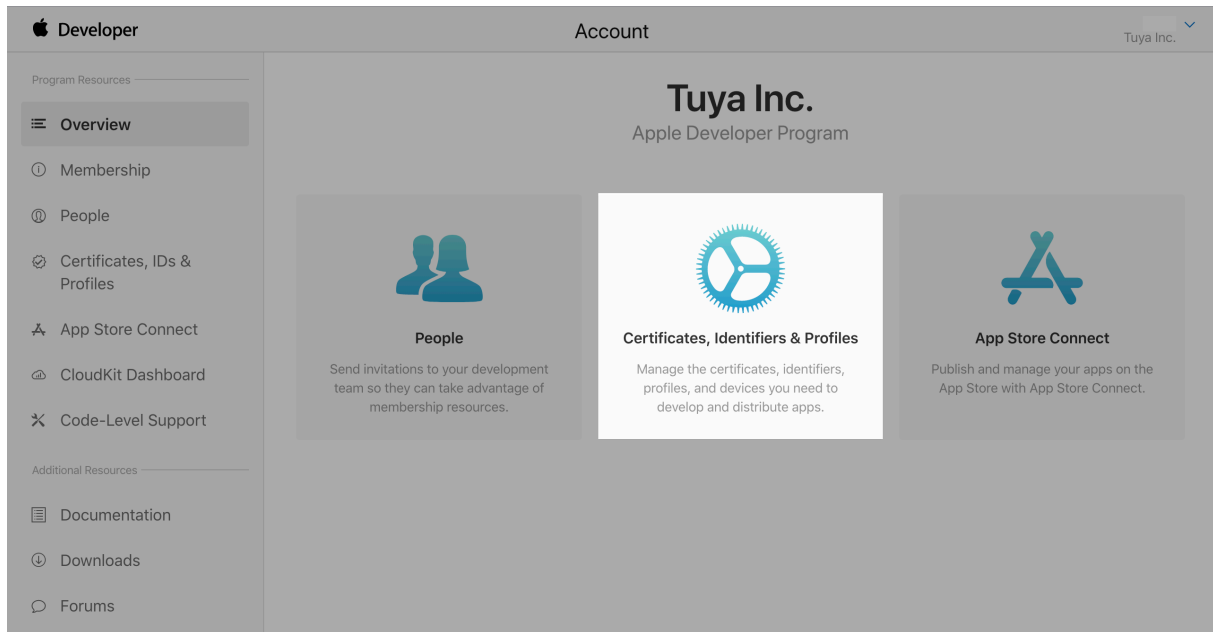 Developer
Account
Tuya Inc.
Program Resources
Overview
Membership
People
Certificates, IDs &
Profiles
App Store Connect
CloudKit Dashboard
Code-Level Support
Additional Resources
Documentation
Downloads
Forums
Tuya Inc.
Apple Developer Program
People
Send invitations to your development
team so they can take advantage of
membership resources.
Certificates, Identifiers & Profiles
Manage the certificates, identifiers,
profiles, and devices you need to
develop and distribute apps.
App Store Connect
Publish and manage your apps on the
App Store with App Store Connect.